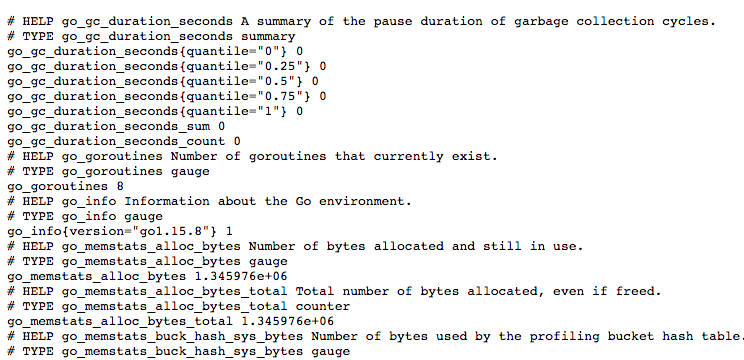 # HELP go_gc_duration_seconds A summary of the pause duration of garbage collection cycles.
# TYPE go_gc_duration_seconds summary
go_gc_duration_seconds{quantile="0"} 0
go_gc_duration_seconds{quantile="0.25"} 0
go_gc_duration_seconds{quantile="0.5"} 0
go_gc_duration_seconds{quantile="0.75"} 0
go_gc_duration_seconds{quantile="1"} 0
go_gc_duration_seconds_sum 0
go_gc_duration_seconds_count 0
# HELP go_goroutines Number of goroutines that currently exist.
# TYPE go_goroutines gauge
go_goroutines 8
# HELP go_info Information about the Go environment.
# TYPE go_info gauge
go_info{version="go1.15.8"} 1
# HELP go_memstats_alloc_bytes Number of bytes allocated and still in use.
# TYPE go_memstats_alloc_bytes gauge
go_memstats_alloc_bytes 1.345976e+06
# HELP go_memstats_alloc_bytes_total Total number of bytes allocated, even if freed.
# TYPE go_memstats_alloc_bytes_total counter
go_memstats_alloc_bytes_total 1.345976e+06
# HELP go_memstats_buck_hash_sys_bytes Number of bytes used by the profiling bucket hash table.
# TYPE go_memstats_buck_hash_sys_bytes gauge